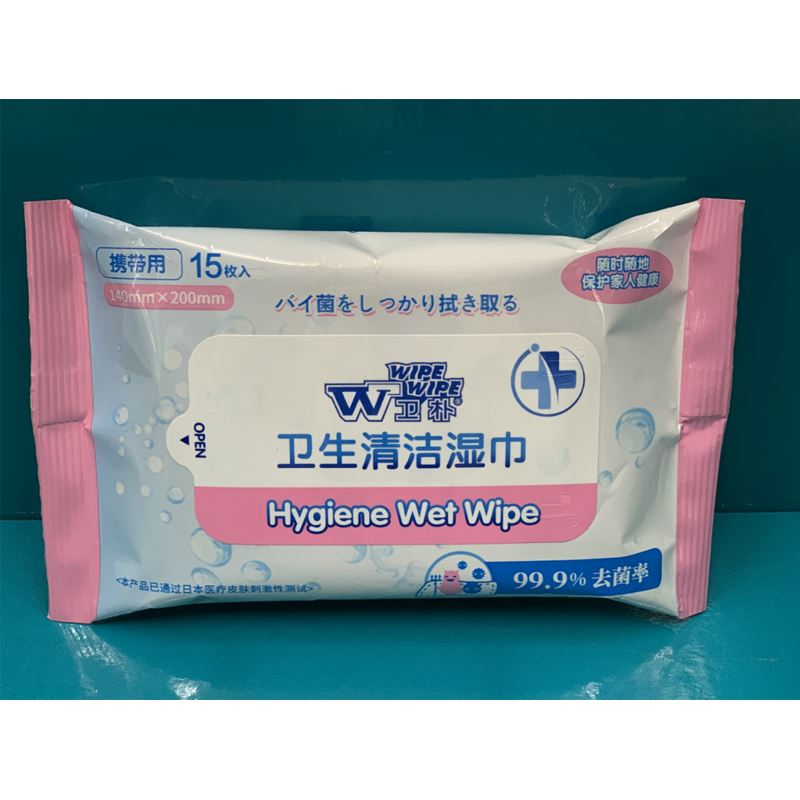 携带用 15枚入
140mm×200mm
随时随地
保护家人健康
バイ菌をしっかり拭き取る
WIPE
WIPE
W卫朴®
OPEN
卫生清洁湿巾
Hygiene Wet Wipe
<本产品已通过日本医疗皮肤刺激性测试>
99.9% 去菌率